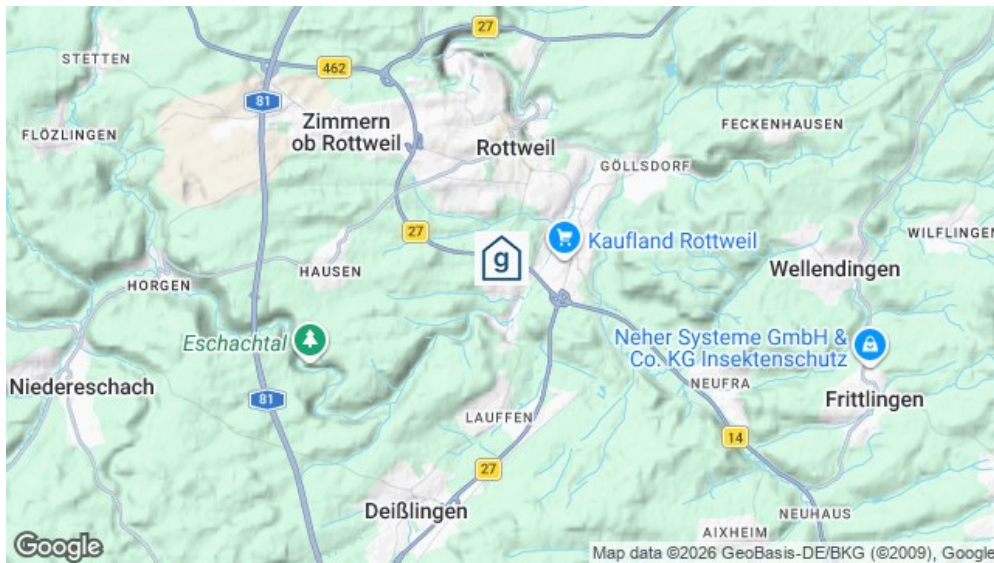 27
STETTEN
462
81
Zimmern
ob Rottweil
FLÖZLINGEN
FECKENHAUSEN
Rottweil
GÖLLSDORF
27
Kaufland Rottweil
WILFLINGEN
g
HAUSEN
Wellendingen
HORGEN
Eschachtal
Neher Systeme GmbH &
Co. KG Insektenschutz
Niedereschach
NEUFRA
81
Frittlingen
LAUFFEN
14
27
Deißlingen
NEUHAUS
AIXHEIM
Google
Map data ©2026 GeoBasis-DE/BKG (©2009), Google